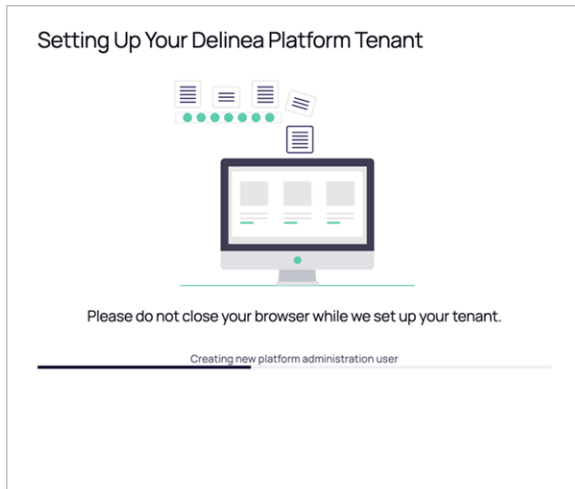 Setting Up Your Delinea Platform Tenant
Please do not close your browser while we set up your tenant.
Creating new platform administration user